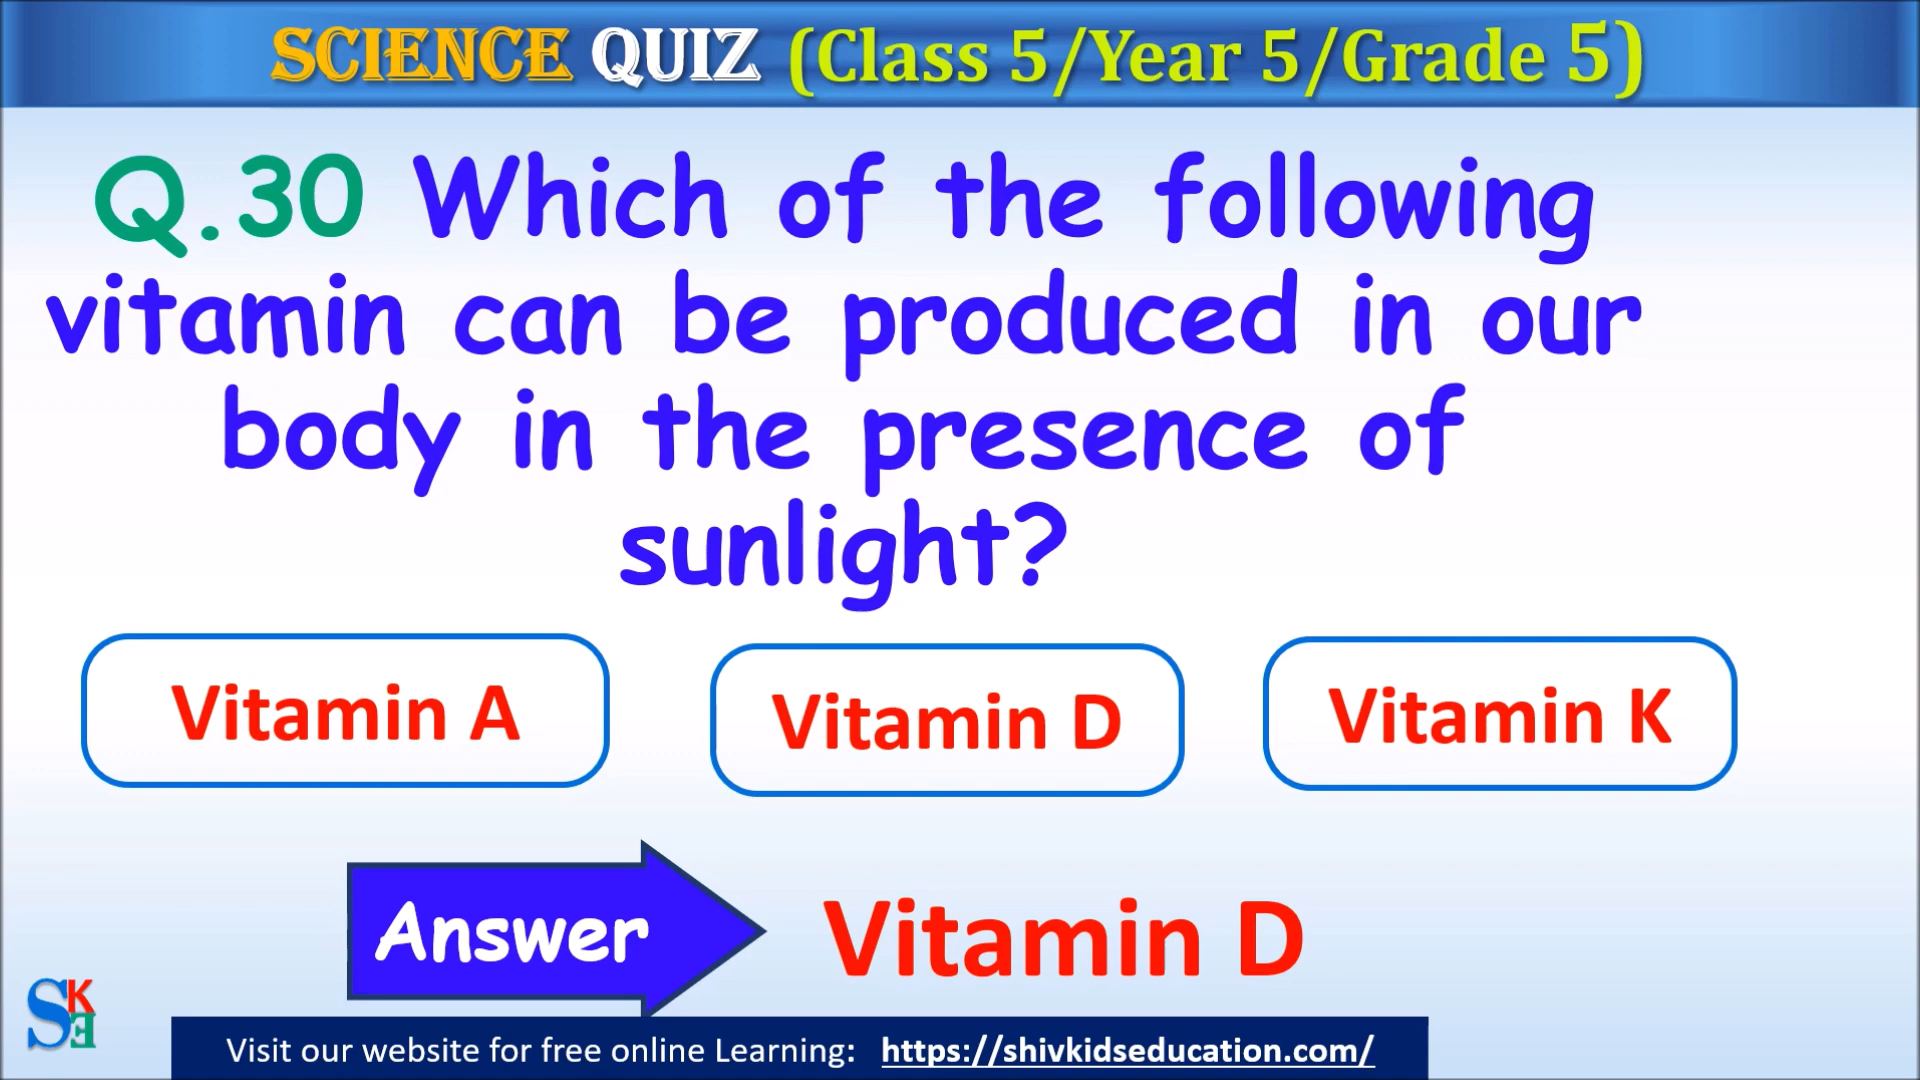 SCIENCE QUIZ (Class 5/Year 5/Grade 5)
Q.30 Which of the following
vitamin can be produced in our
body in the presence of
sunlight?
Vitamin A
Vitamin D
Vitamin K
Answer
Vitamin D
SKE
Visit our website for free online Learning: https://shivkidseducation.com/